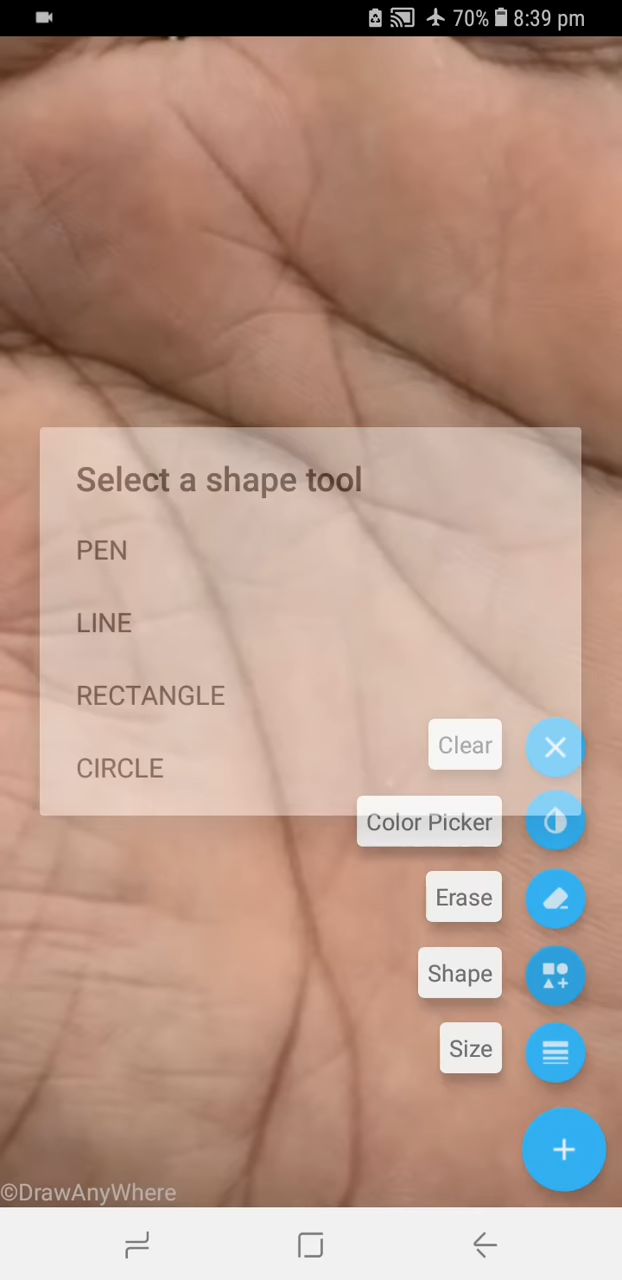 70% 8:39 pm
Select a shape tool
PEN
LINE
RECTANGLE
CIRCLE
Clear
Color Picker
Erase
Shape
Size
©DrawAnyWhere